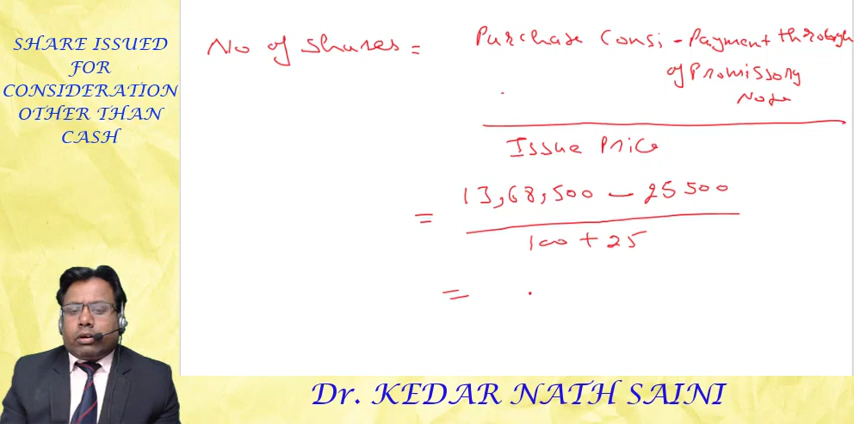 SHARE ISSUED
FOR
CONSIDERATION
OTHER THAN
CASH
No of shares = Purchase Consi - Payment through
of Promissory
Note
Issue Price
= 13,68,500 - 25500
100 + 25
=
Dr. KEDAR NATH SAINI